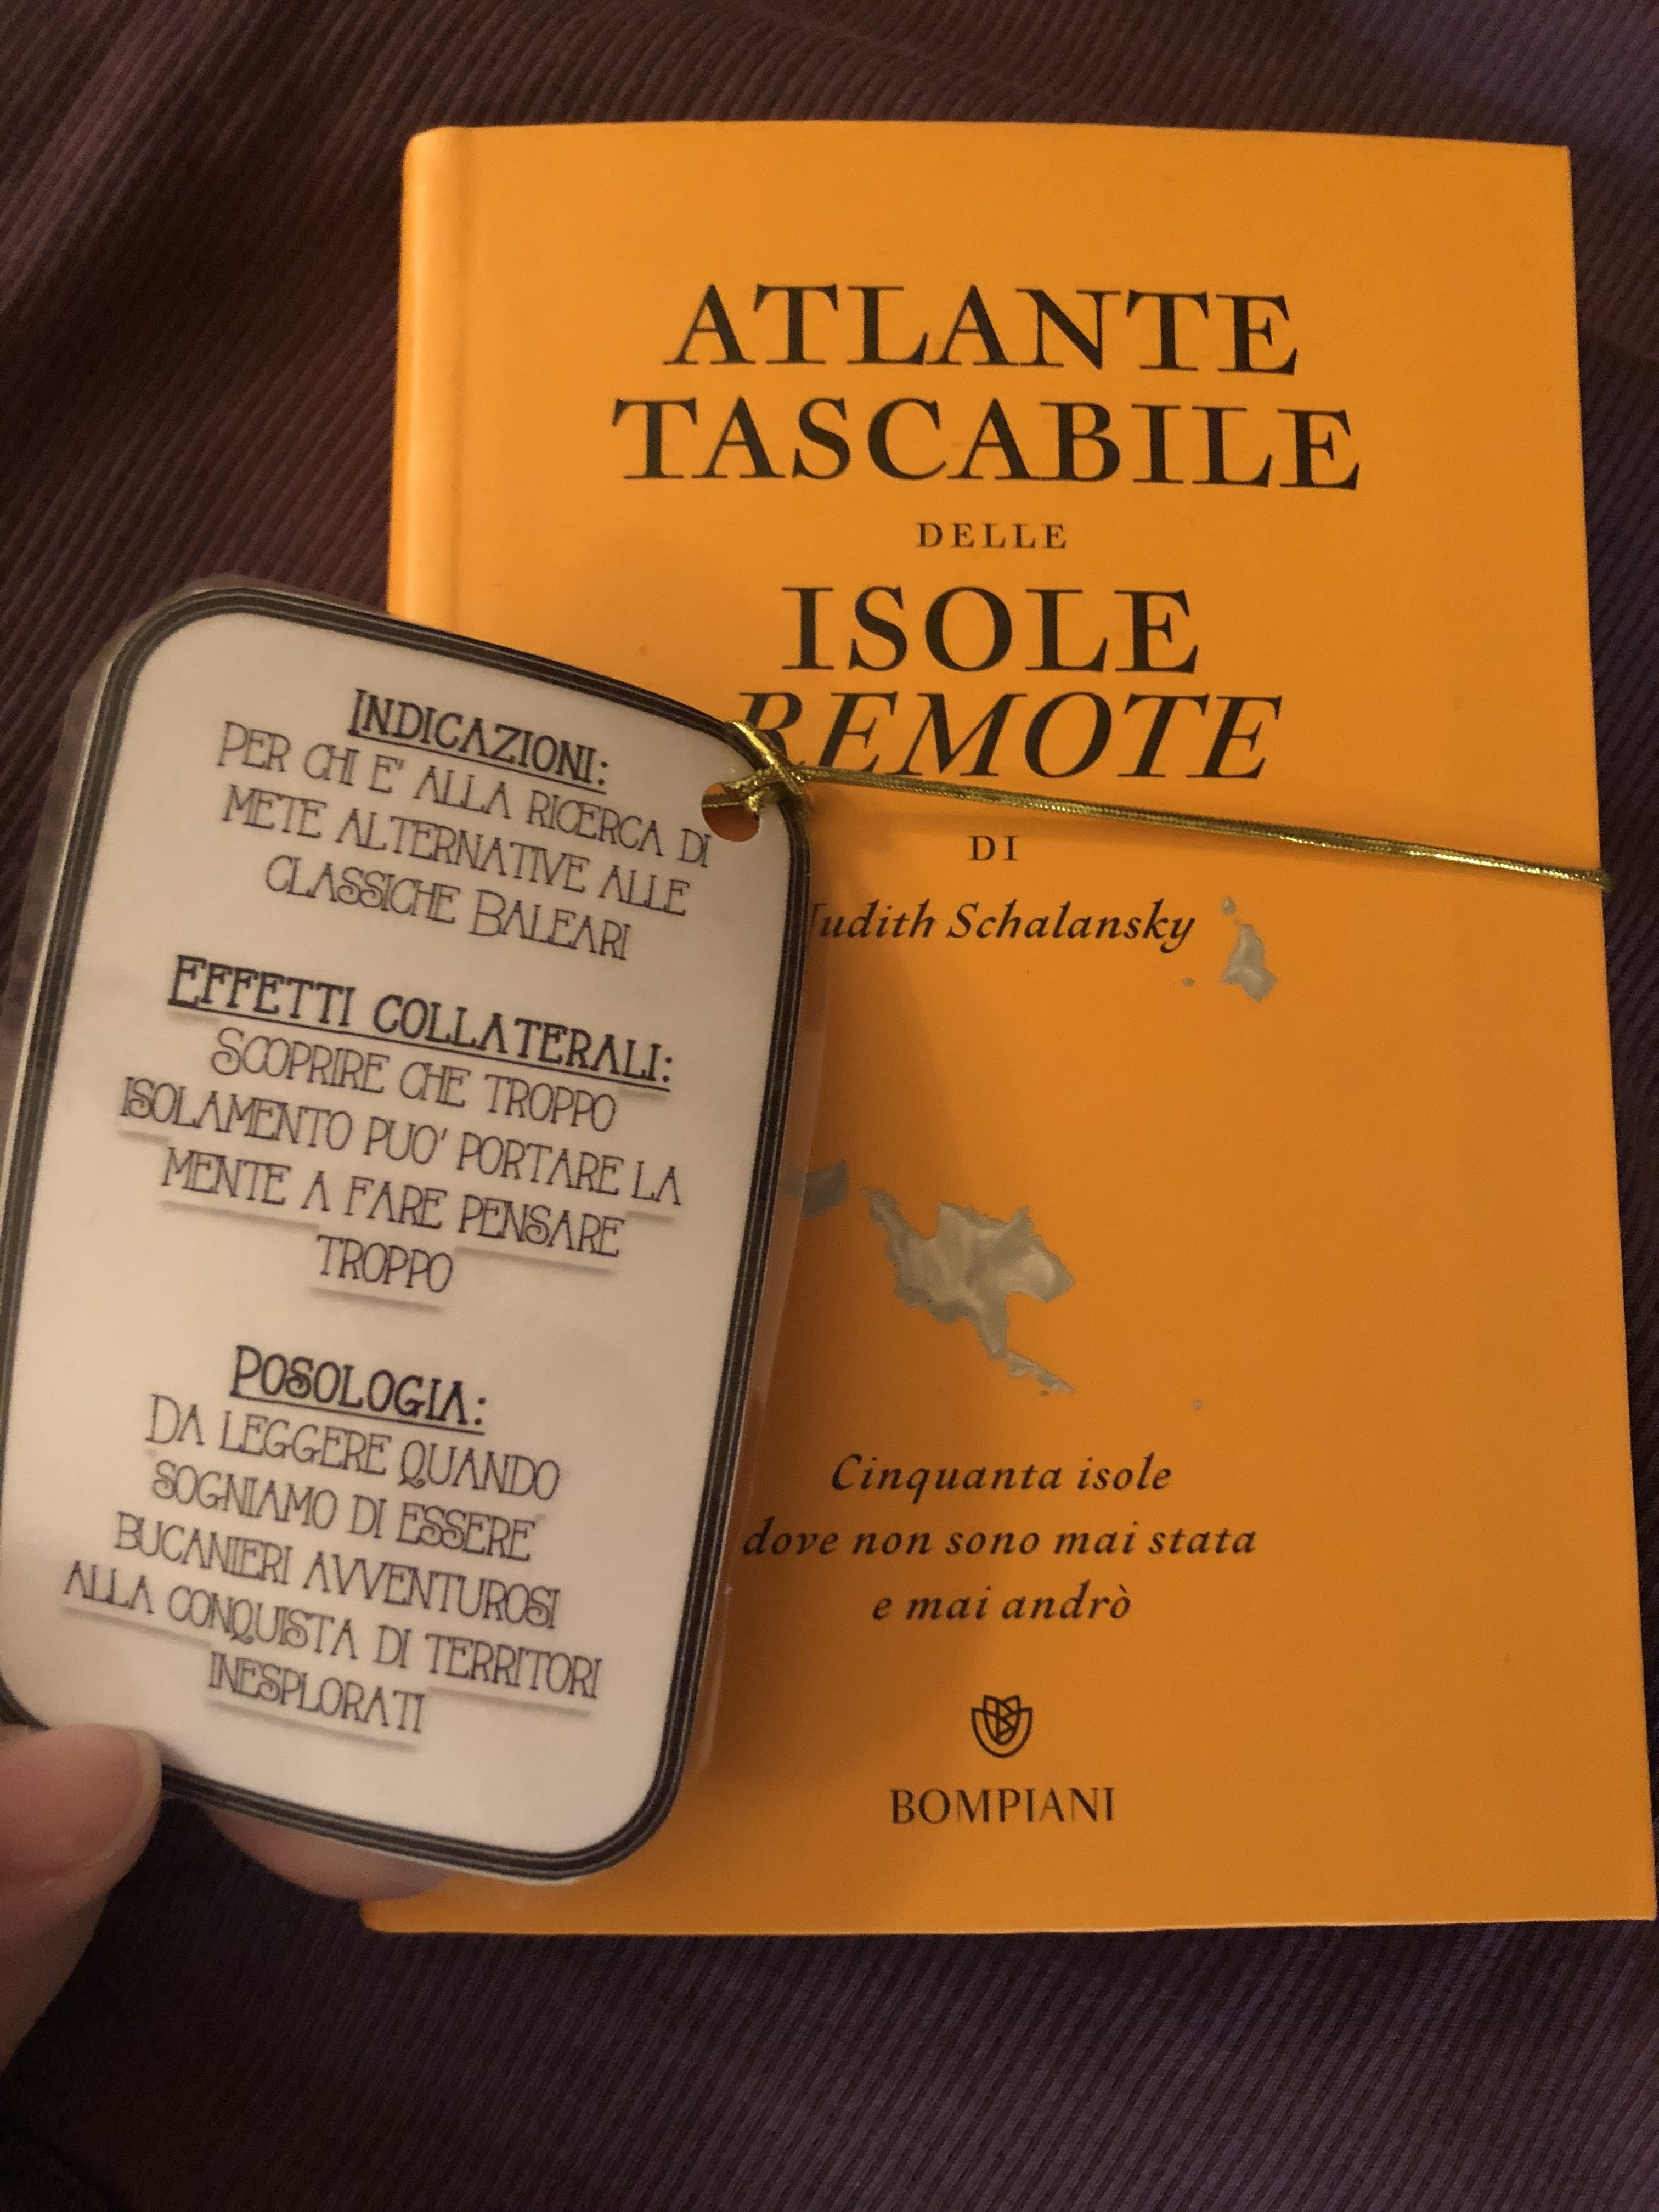 ATLANTE
TASCABILE
DELLE
ISOLE
REMOTE
DI
Judith Schalansky
Cinquanta isole
dove non sono mai stata
e mai andrò
BOMPIANI
INDICAZIONI:
PER CHI E' ALLA RICERCA DI
METE ALTERNATIVE ALLE
CLASSICHE BALEARI
EFFETTI COLLATERALI:
SCOPRIRE CHE TROPPO
ISOLAMENTO PUO' PORTARE LA
MENTE A FARE PENSARE
TROPPO
POSOLOGIA:
DA LEGGERE QUANDO
SOGNIAMO DI ESSERE
BUCANIERI AVVENTUROSI
ALLA CONQUISTA DI TERRITORI
INESPLORATI